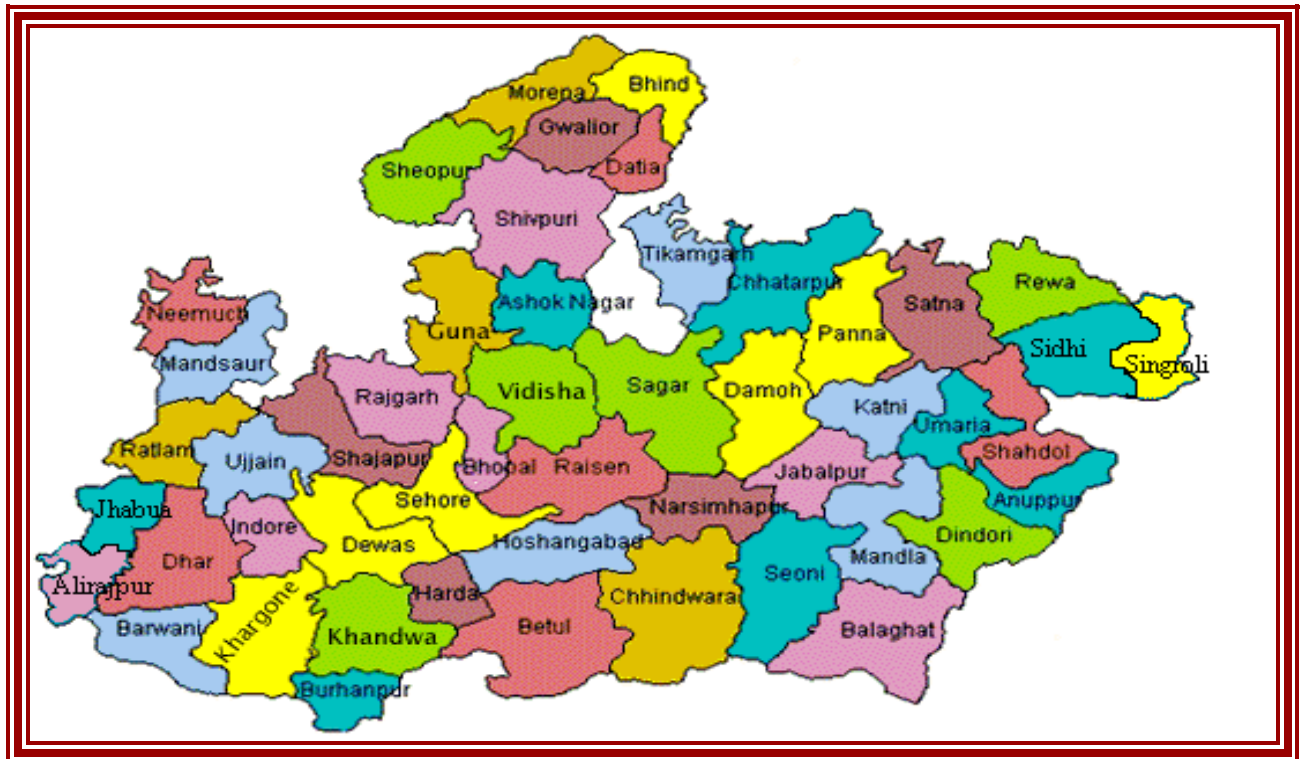 Morena
Bhind
Gwalior
Sheopur
Datia
Shivpuri
Tikamgarh
Chhatarpur
Rewa
Ashok Nagar
Satna
Neemuch
Guna
Panna
Sidhi
Mandsaur
Singroli
Vidisha
Sagar
Damoh
Rajgarh
Katni
Umaria
Ratlam
Ujjain
Shajapur
Bhopal
Raisen
Jabalpur
Shahdol
Sehore
Narsimhapur
Anuppur
Jhabua
Indore
Dewas
Hoshangabad
Dindori
Dhar
Mandla
Alirajpur
Harda
Chhindwara
Seoni
Khargone
Barwani
Khandwa
Betul
Balaghat
Burhanpur